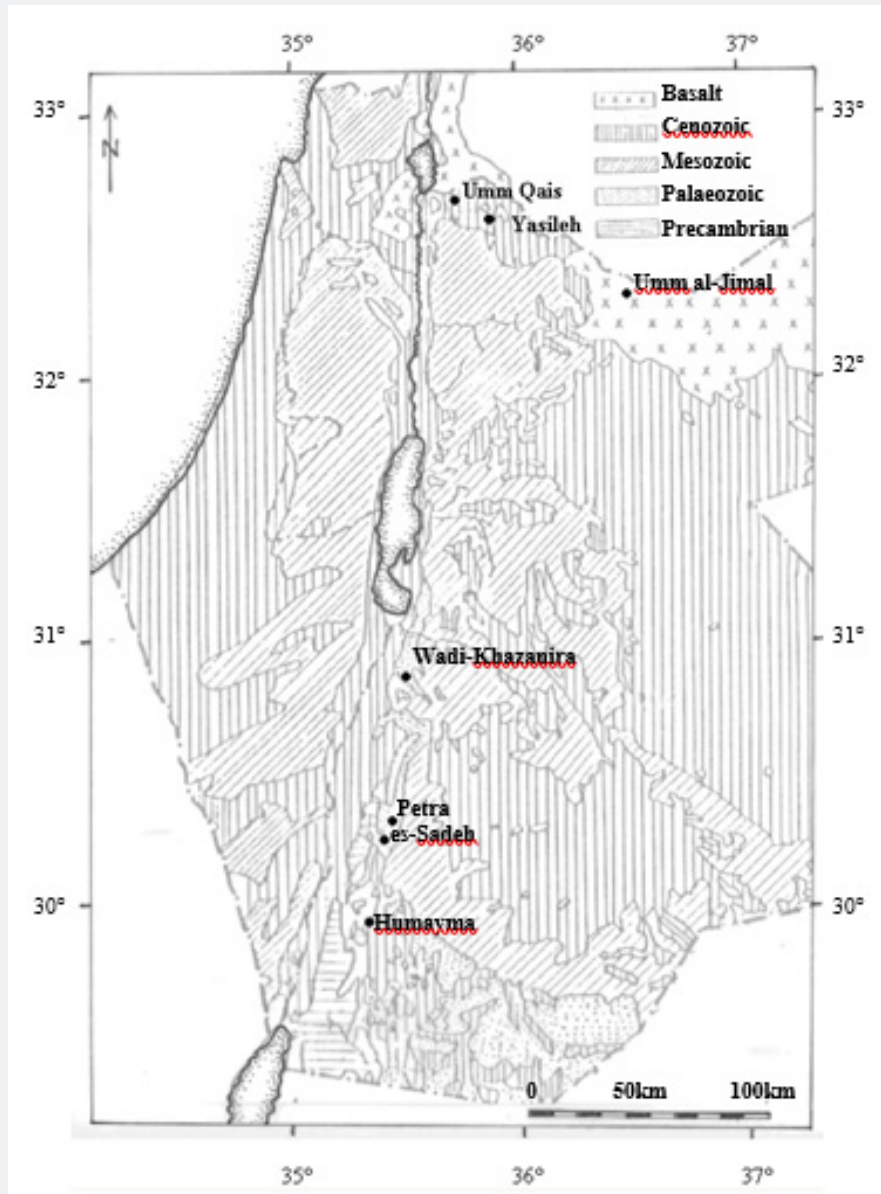 35° 36° 37°
33° 33°
Basalt
Cenozoic
Mesozoic
Palaeozoic
Precambrian
N
Umm Qais
Yasileh
Umm al-Jimal
32° 32°
31° 31°
Wadi-Khazanira
Petra
es-Sadeh
30° 30°
Humayma
0 50km 100km
35° 36° 37°